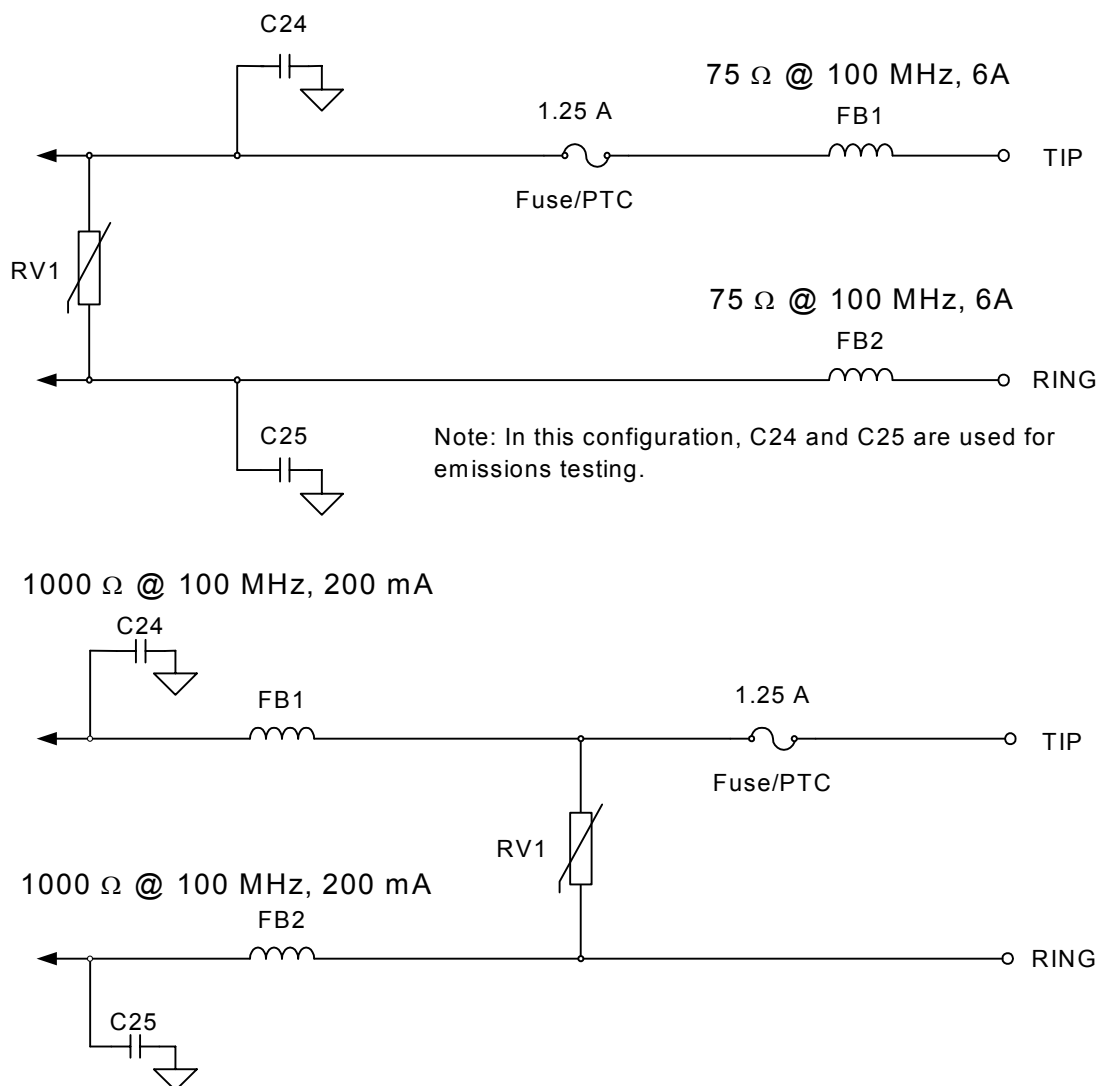 C24
75 Ω @ 100 MHz, 6A
1.25 A
FB1
TIP
Fuse/PTC
RV1
75 Ω @ 100 MHz, 6A
FB2
RING
C25
Note: In this configuration, C24 and C25 are used for
emissions testing.
1000 Ω @ 100 MHz, 200 mA
C24
FB1
1.25 A
TIP
Fuse/PTC
RV1
1000 Ω @ 100 MHz, 200 mA
FB2
RING
C25